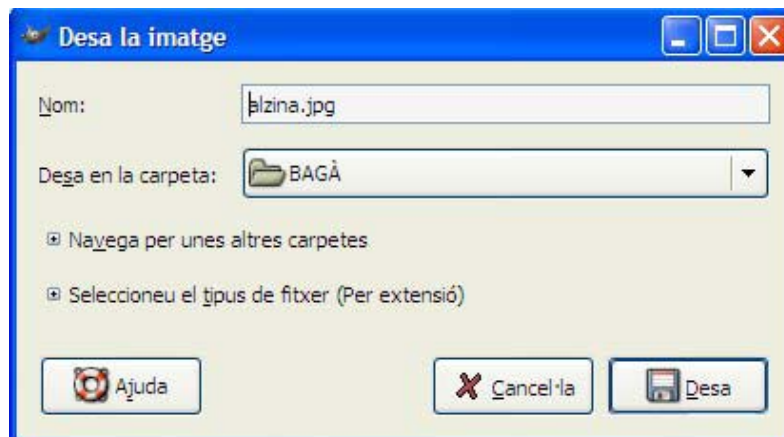 Desa la imatge
Nom: alzina.jpg
Desa en la carpeta: BAGÀ
Navega per unes altres carpetes
Seleccioneu el tipus de fitxer (Per extensió)
Ajuda Cancel·la Desa